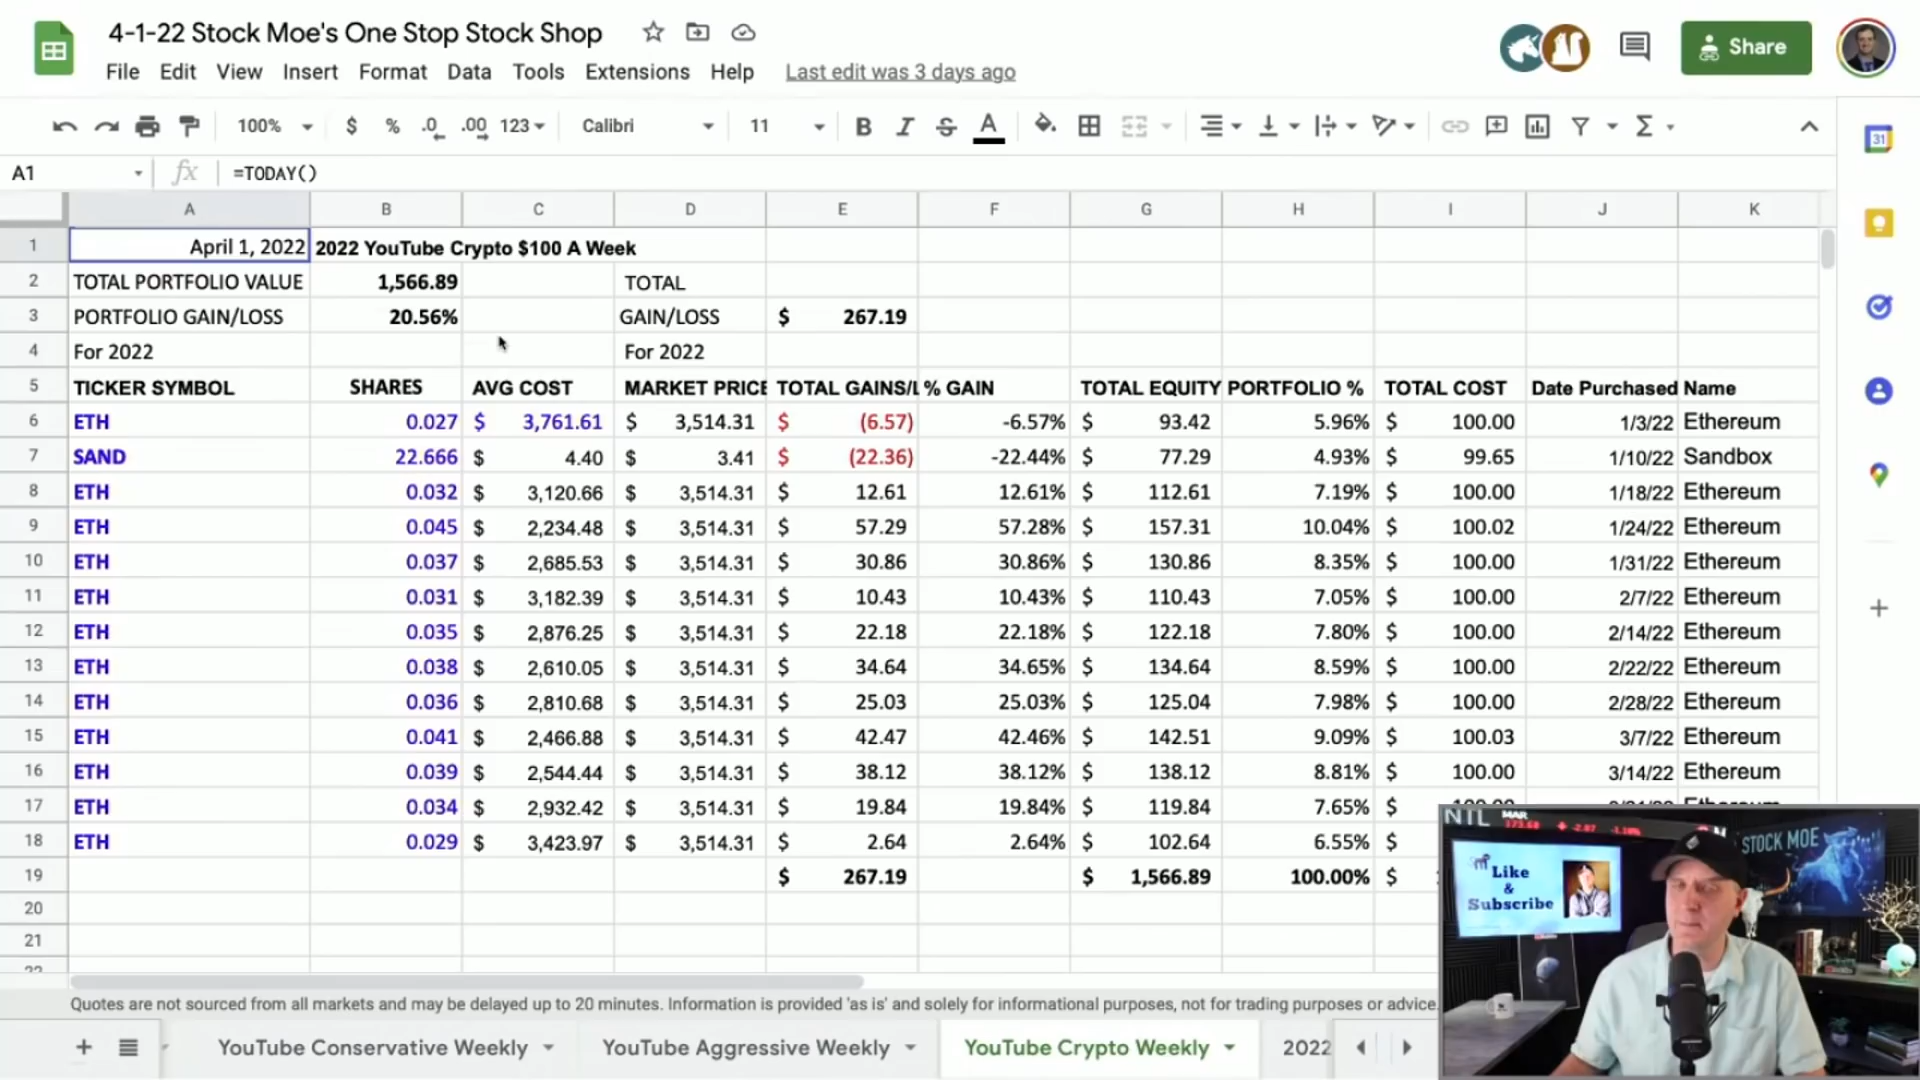 4-1-22 Stock Moe's One Stop Stock Shop
Share
File Edit View Insert Format Data Tools Extensions Help Last edit was 3 days ago
100% $ % .0 .00 123 Calibri 11 B I S A
31
A1 fx =TODAY()
A B C D E F G H I J K
1 April 1, 2022 2022 YouTube Crypto $100 A Week
2 TOTAL PORTFOLIO VALUE 1,566.89 TOTAL
3 PORTFOLIO GAIN/LOSS 20.56% GAIN/LOSS $ 267.19
4 For 2022 For 2022
5 TICKER SYMBOL SHARES AVG COST MARKET PRICE TOTAL GAINS/L % GAIN TOTAL EQUITY PORTFOLIO % TOTAL COST Date Purchased Name
6 ETH 0.027 $ 3,761.61 $ 3,514.31 $ (6.57) -6.57% $ 93.42 5.96% $ 100.00 1/3/22 Ethereum
7 SAND 22.666 $ 4.40 $ 3.41 $ (22.36) -22.44% $ 77.29 4.93% $ 99.65 1/10/22 Sandbox
8 ETH 0.032 $ 3,120.66 $ 3,514.31 $ 12.61 12.61% $ 112.61 7.19% $ 100.00 1/18/22 Ethereum
9 ETH 0.045 $ 2,234.48 $ 3,514.31 $ 57.29 57.28% $ 157.31 10.04% $ 100.02 1/24/22 Ethereum
10 ETH 0.037 $ 2,685.53 $ 3,514.31 $ 30.86 30.86% $ 130.86 8.35% $ 100.00 1/31/22 Ethereum
11 ETH 0.031 $ 3,182.39 $ 3,514.31 $ 10.43 10.43% $ 110.43 7.05% $ 100.00 2/7/22 Ethereum
12 ETH 0.035 $ 2,876.25 $ 3,514.31 $ 22.18 22.18% $ 122.18 7.80% $ 100.00 2/14/22 Ethereum
13 ETH 0.038 $ 2,610.05 $ 3,514.31 $ 34.64 34.65% $ 134.64 8.59% $ 100.00 2/22/22 Ethereum
14 ETH 0.036 $ 2,810.68 $ 3,514.31 $ 25.03 25.03% $ 125.04 7.98% $ 100.00 2/28/22 Ethereum
15 ETH 0.041 $ 2,466.88 $ 3,514.31 $ 42.47 42.46% $ 142.51 9.09% $ 100.03 3/7/22 Ethereum
16 ETH 0.039 $ 2,544.44 $ 3,514.31 $ 38.12 38.12% $ 138.12 8.81% $ 100.00 3/14/22 Ethereum
17 ETH 0.034 $ 2,932.42 $ 3,514.31 $ 19.84 19.84% $ 119.84 7.65% $
18 ETH 0.029 $ 3,423.97 $ 3,514.31 $ 2.64 2.64% $ 102.64 6.55% $
19 $ 267.19 $ 1,566.89 100.00% $
20
21
NTL MAR
STOCK MOE
Like
&
Subscribe
Quotes are not sourced from all markets and may be delayed up to 20 minutes. Information is provided 'as is' and solely for informational purposes, not for trading purposes or advice.
YouTube Conservative Weekly YouTube Aggressive Weekly YouTube Crypto Weekly 2022